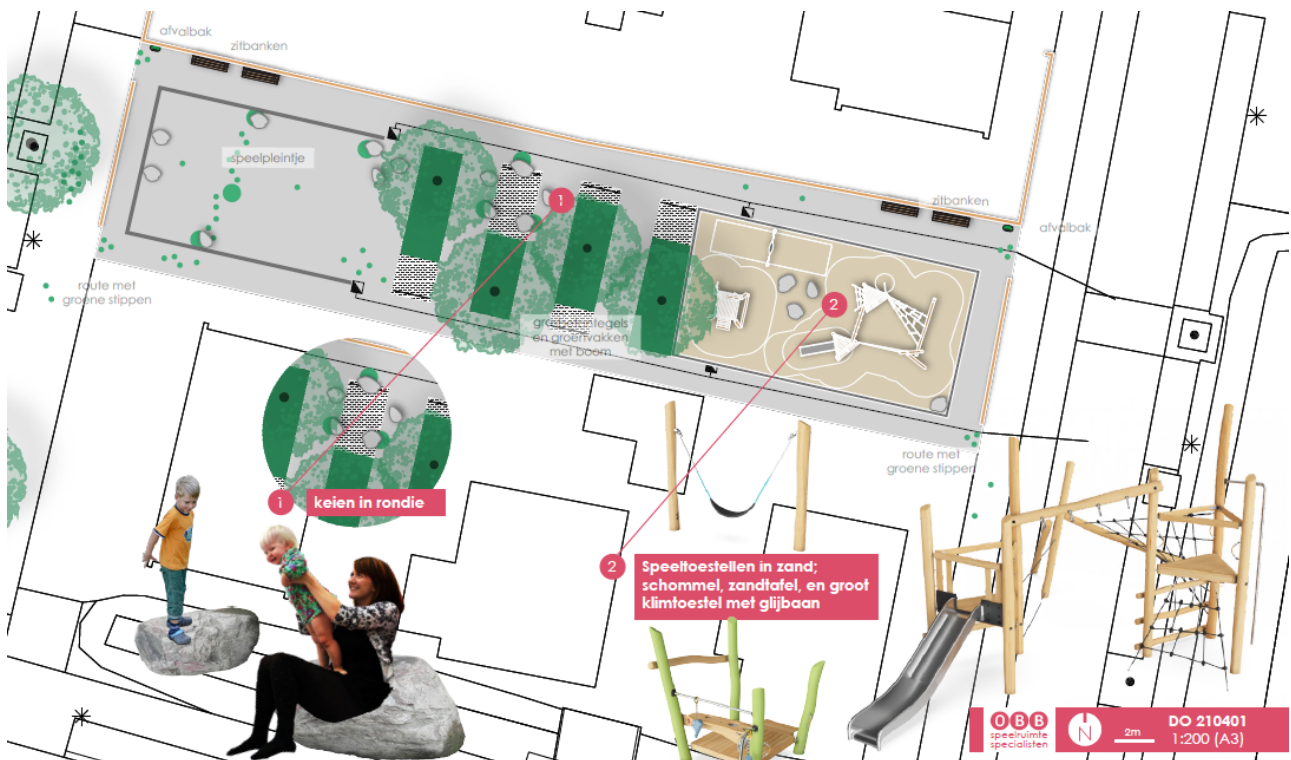 afvalbak
zitbanken
speelpleintje
zitbanken
afvalbak
route met
groene stippen
1
2
grasbetontegels
en groenvakken
met boom
1
keien in rondie
route met
groene stippen
2
Speeltoestellen in zand;
schommel, zandtafel, en groot
klimtoestel met glijbaan
OBB
speelruimte
specialisten
N
2m
DO 210401
1:200 (A3)